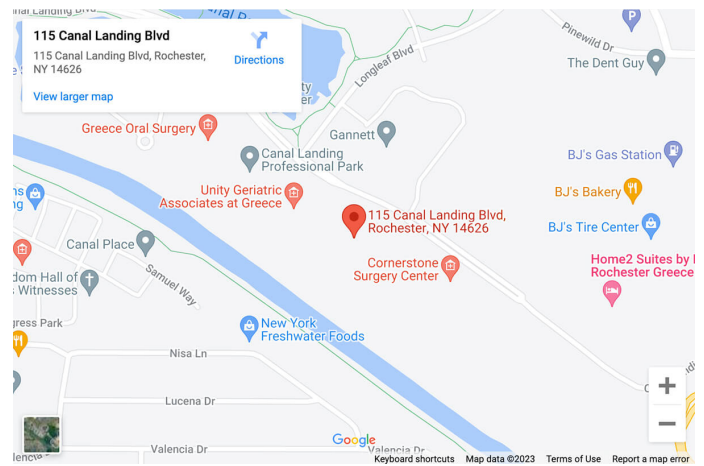 115 Canal Landing Blvd
115 Canal Landing Blvd, Rochester,
NY 14626
Directions
View larger map
Longleaf Blvd
Pinewild Dr
The Dent Guy
Greece Oral Surgery
Gannett
Canal Landing
Professional Park
BJ's Gas Station
Unity Geriatric
Associates at Greece
BJ's Bakery
115 Canal Landing Blvd,
Rochester, NY 14626
BJ's Tire Center
Canal Place
Cornerstone
Surgery Center
Home2 Suites by
Rochester Greece
Samuel Way
Hall of
Witnesses
Park
New York
Freshwater Foods
Nisa Ln
Lucena Dr
Valencia Dr
Google
Valencia Dr
Keyboard shortcuts
Map data ©2023
Terms of Use
Report a map error